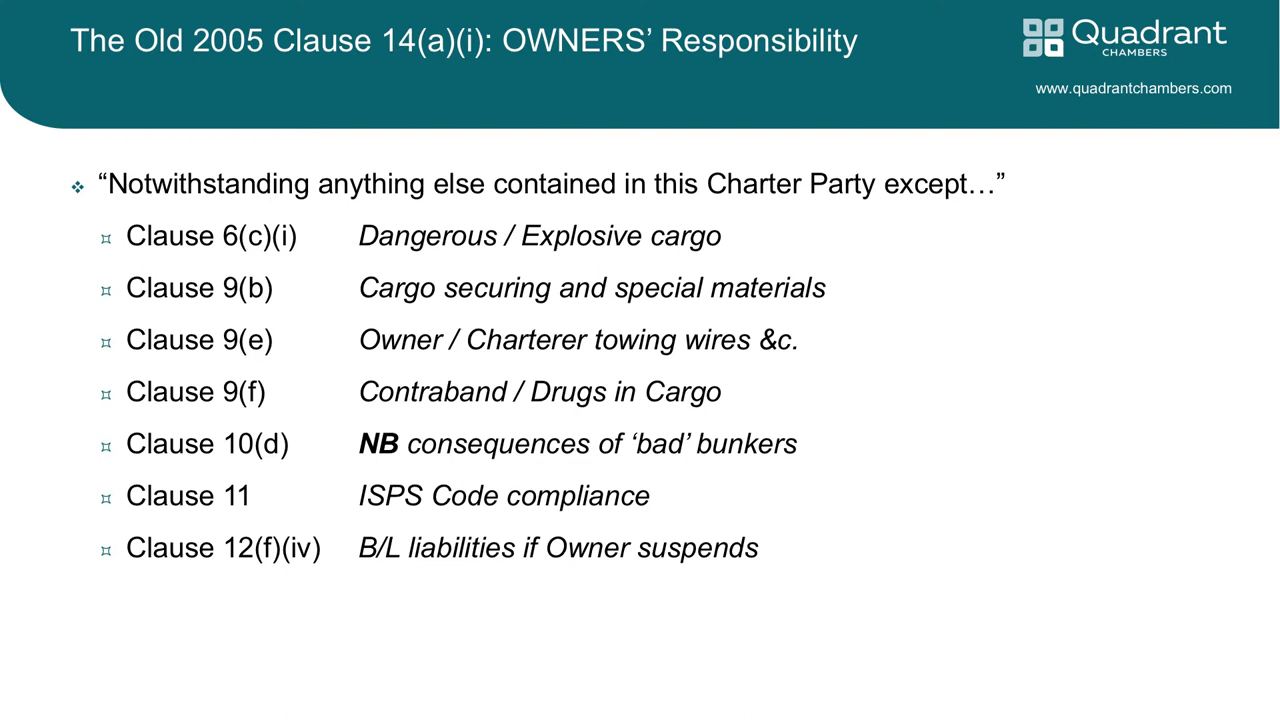 The Old 2005 Clause 14(a)(i): OWNERS’ Responsibility
Quadrant
CHAMBERS
www.quadrantchambers.com
“Notwithstanding anything else contained in this Charter Party except…”
Clause 6(c)(i) Dangerous / Explosive cargo
Clause 9(b) Cargo securing and special materials
Clause 9(e) Owner / Charterer towing wires &c.
Clause 9(f) Contraband / Drugs in Cargo
Clause 10(d) NB consequences of ‘bad’ bunkers
Clause 11 ISPS Code compliance
Clause 12(f)(iv) B/L liabilities if Owner suspends